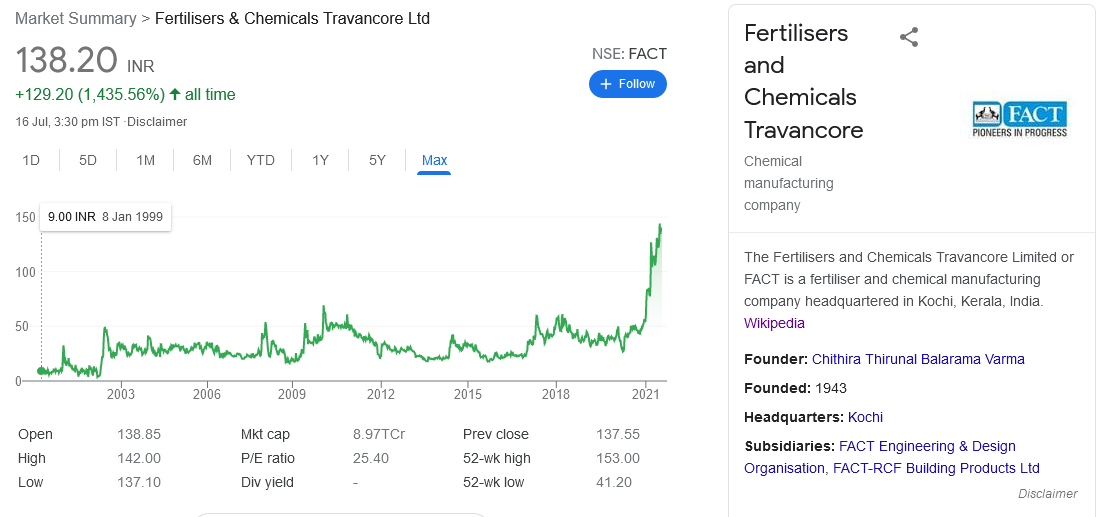 Market Summary > Fertilisers & Chemicals Travancore Ltd
138.20 INR
+129.20 (1,435.56%) ↑ all time
16 Jul, 3:30 pm IST · Disclaimer
NSE: FACT
+ Follow
1D 5D 1M 6M YTD 1Y 5Y Max
9.00 INR 8 Jan 1999
150
100
50
0
2003 2006 2009 2012 2015 2018 2021
Open 138.85 Mkt cap 8.97TCr Prev close 137.55
High 142.00 P/E ratio 25.40 52-wk high 153.00
Low 137.10 Div yield - 52-wk low 41.20
Fertilisers
and
Chemicals
Travancore
Chemical
manufacturing
company
FACT
PIONEERS IN PROGRESS
The Fertilisers and Chemicals Travancore Limited or
FACT is a fertiliser and chemical manufacturing
company headquartered in Kochi, Kerala, India.
Wikipedia
Founder: Chithira Thirunal Balarama Varma
Founded: 1943
Headquarters: Kochi
Subsidiaries: FACT Engineering & Design
Organisation, FACT-RCF Building Products Ltd
Disclaimer